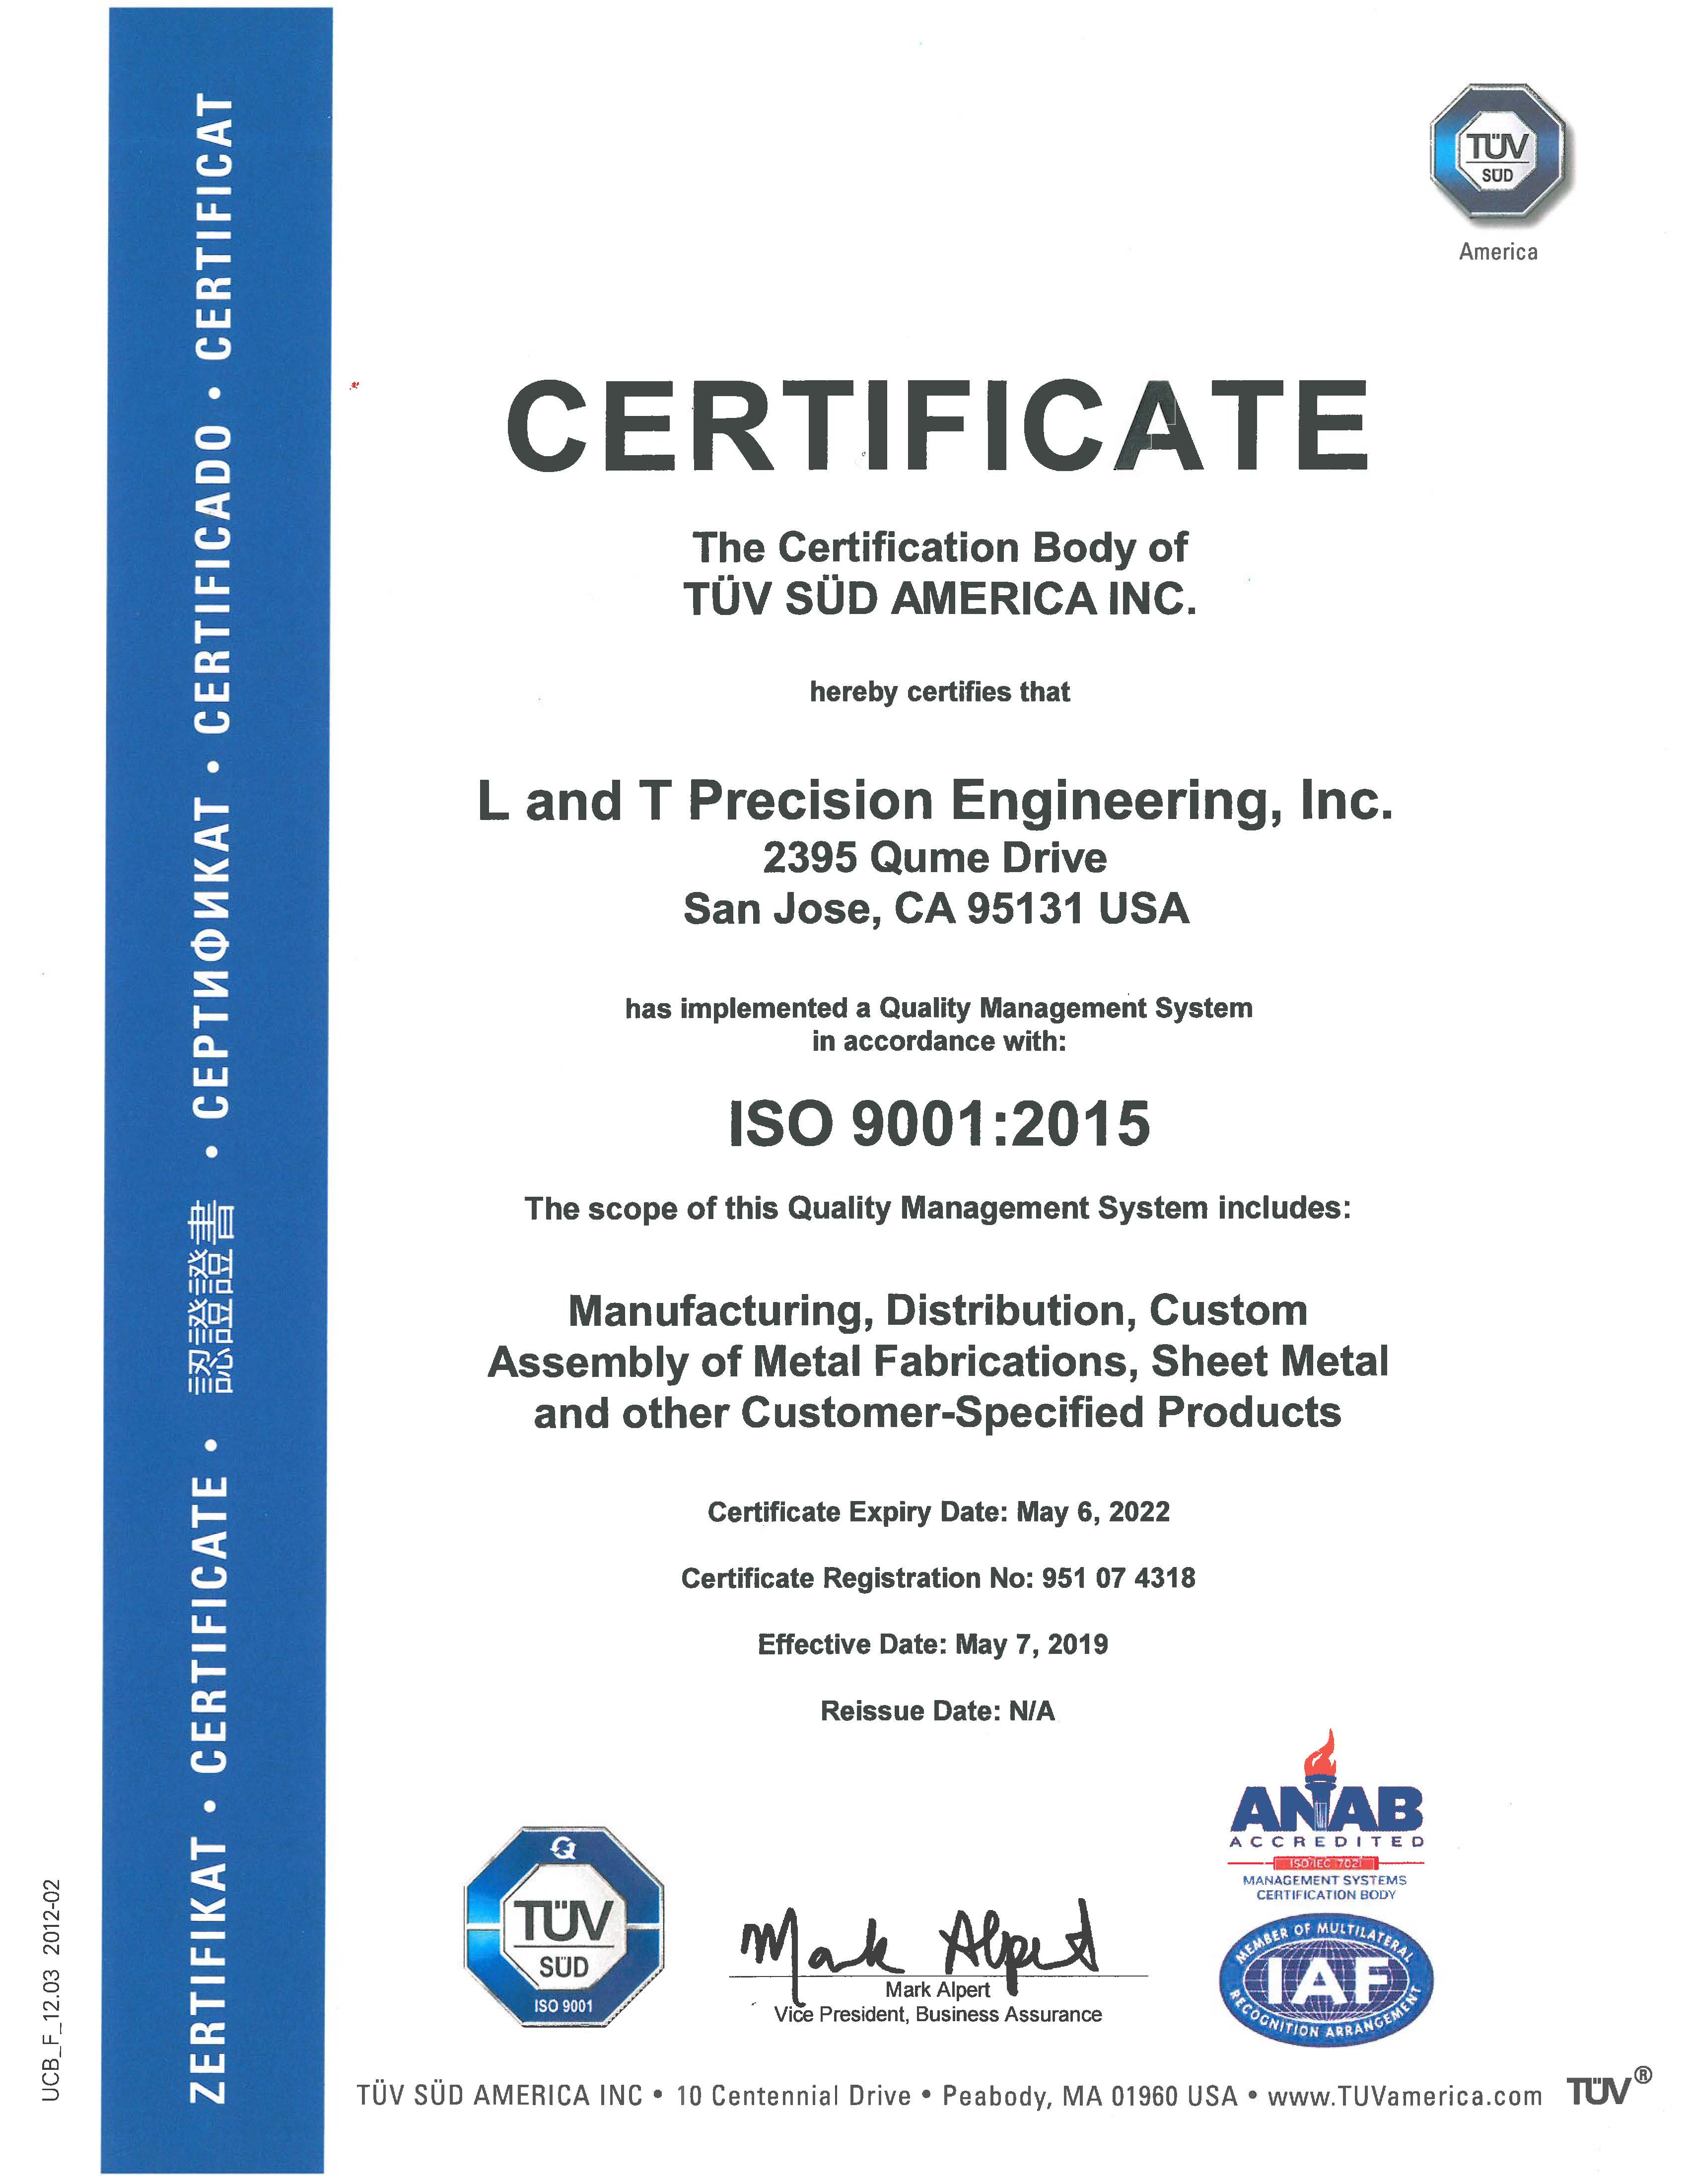 ZERTIFIKAT • CERTIFICATE • 認證證書 • СЕРТИФИКАТ • CERTIFICADO • CERTIFICAT
UCB_F_12.03 2012-02
TÜV
SÜD
America
CERTIFICATE
The Certification Body of
TÜV SÜD AMERICA INC.
hereby certifies that
L and T Precision Engineering, Inc.
2395 Qume Drive
San Jose, CA 95131 USA
has implemented a Quality Management System
in accordance with:
ISO 9001:2015
The scope of this Quality Management System includes:
Manufacturing, Distribution, Custom
Assembly of Metal Fabrications, Sheet Metal
and other Customer-Specified Products
Certificate Expiry Date: May 6, 2022
Certificate Registration No: 951 07 4318
Effective Date: May 7, 2019
Reissue Date: N/A
ANAB
ACCREDITED
ISO/IEC 17021
MANAGEMENT SYSTEMS
CERTIFICATION BODY
TÜV
SÜD
ISO 9001
Mark Alpert
Mark Alpert
Vice President, Business Assurance
MEMBER OF MULTILATERAL
IAF
RECOGNITION ARRANGEMENT
TÜV SÜD AMERICA INC • 10 Centennial Drive • Peabody, MA 01960 USA • www.TUVamerica.com TÜV®